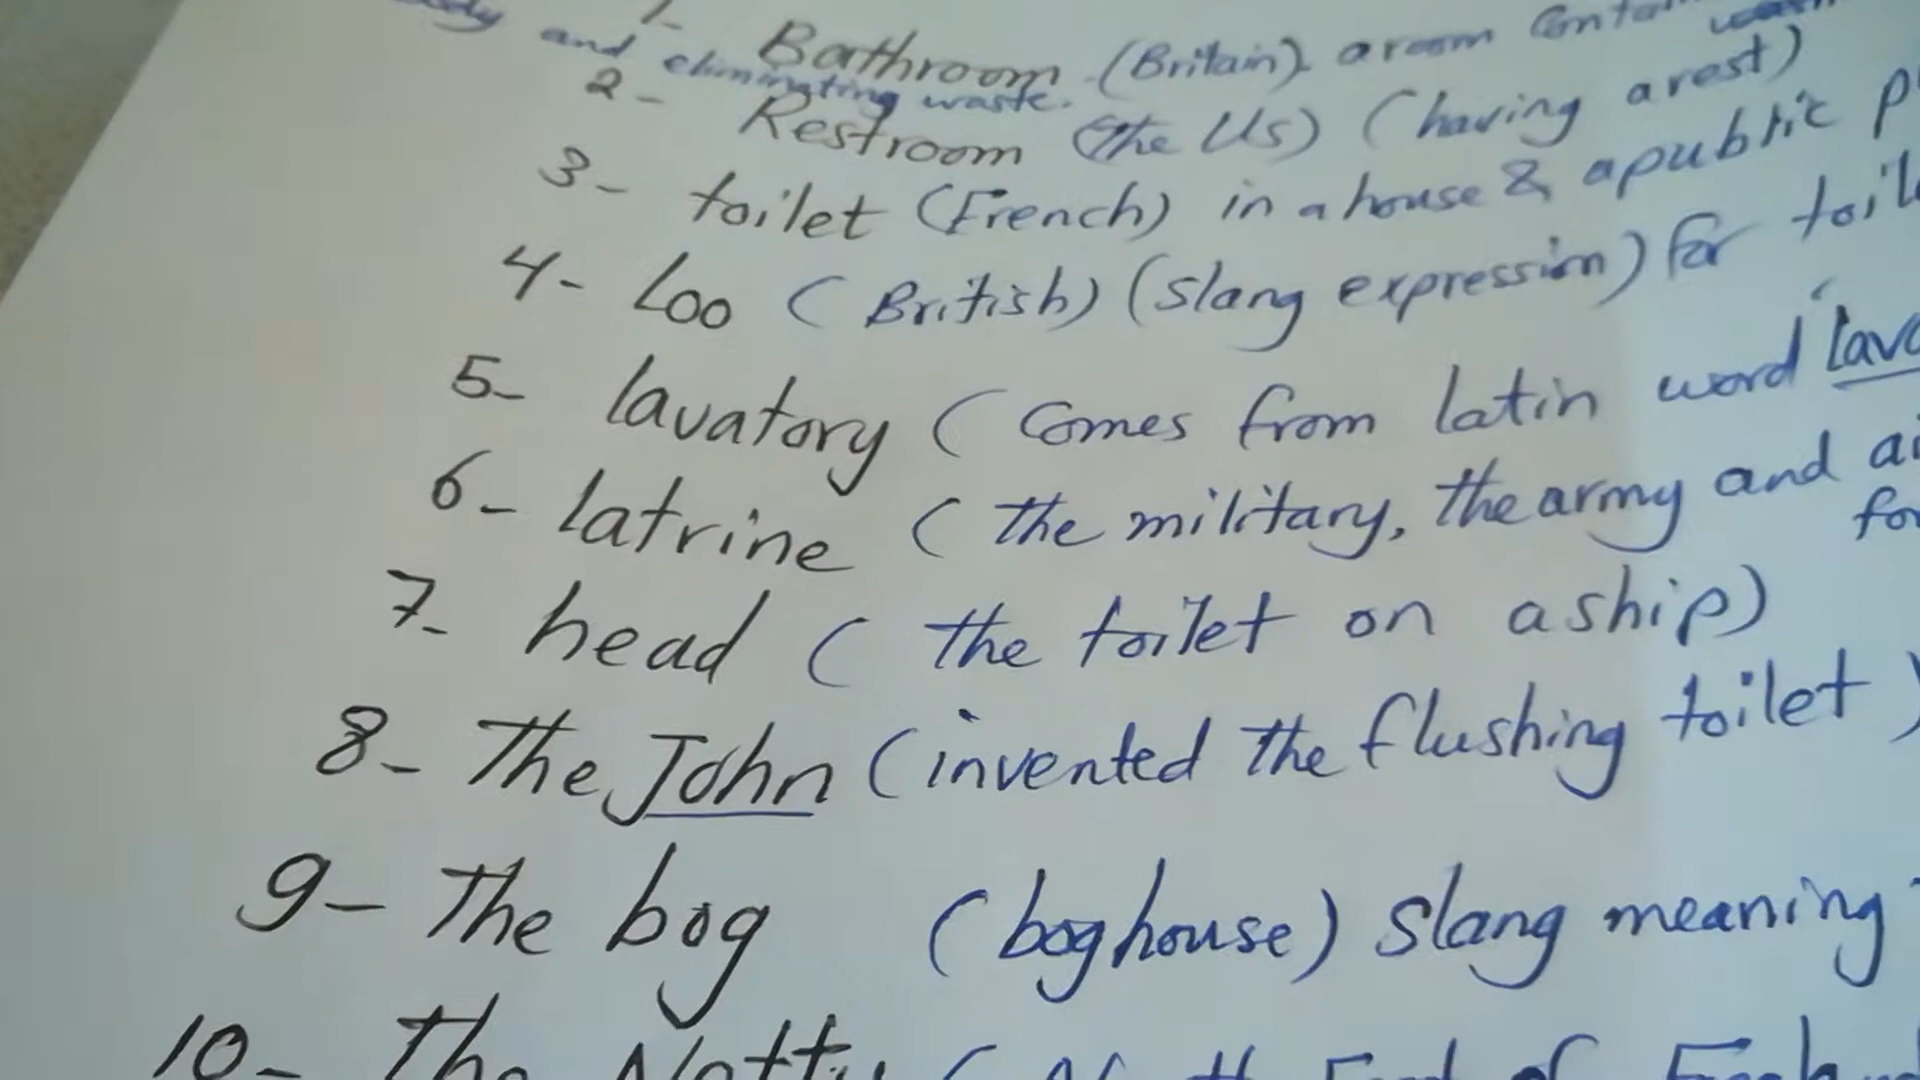 1- Bathroom (Britain). a room
and eliminating waste.
2- Restroom (the US) (having a rest)
3- toilet (French) in a house & a public
4- Loo (British) (slang expression) for
5- lavatory (comes from latin word
6- latrine (the military, the army and
7- head (the toilet on a ship)
8- The John (invented the flushing toilet)
9- The bog (boghouse) slang meaning
10- The Netty